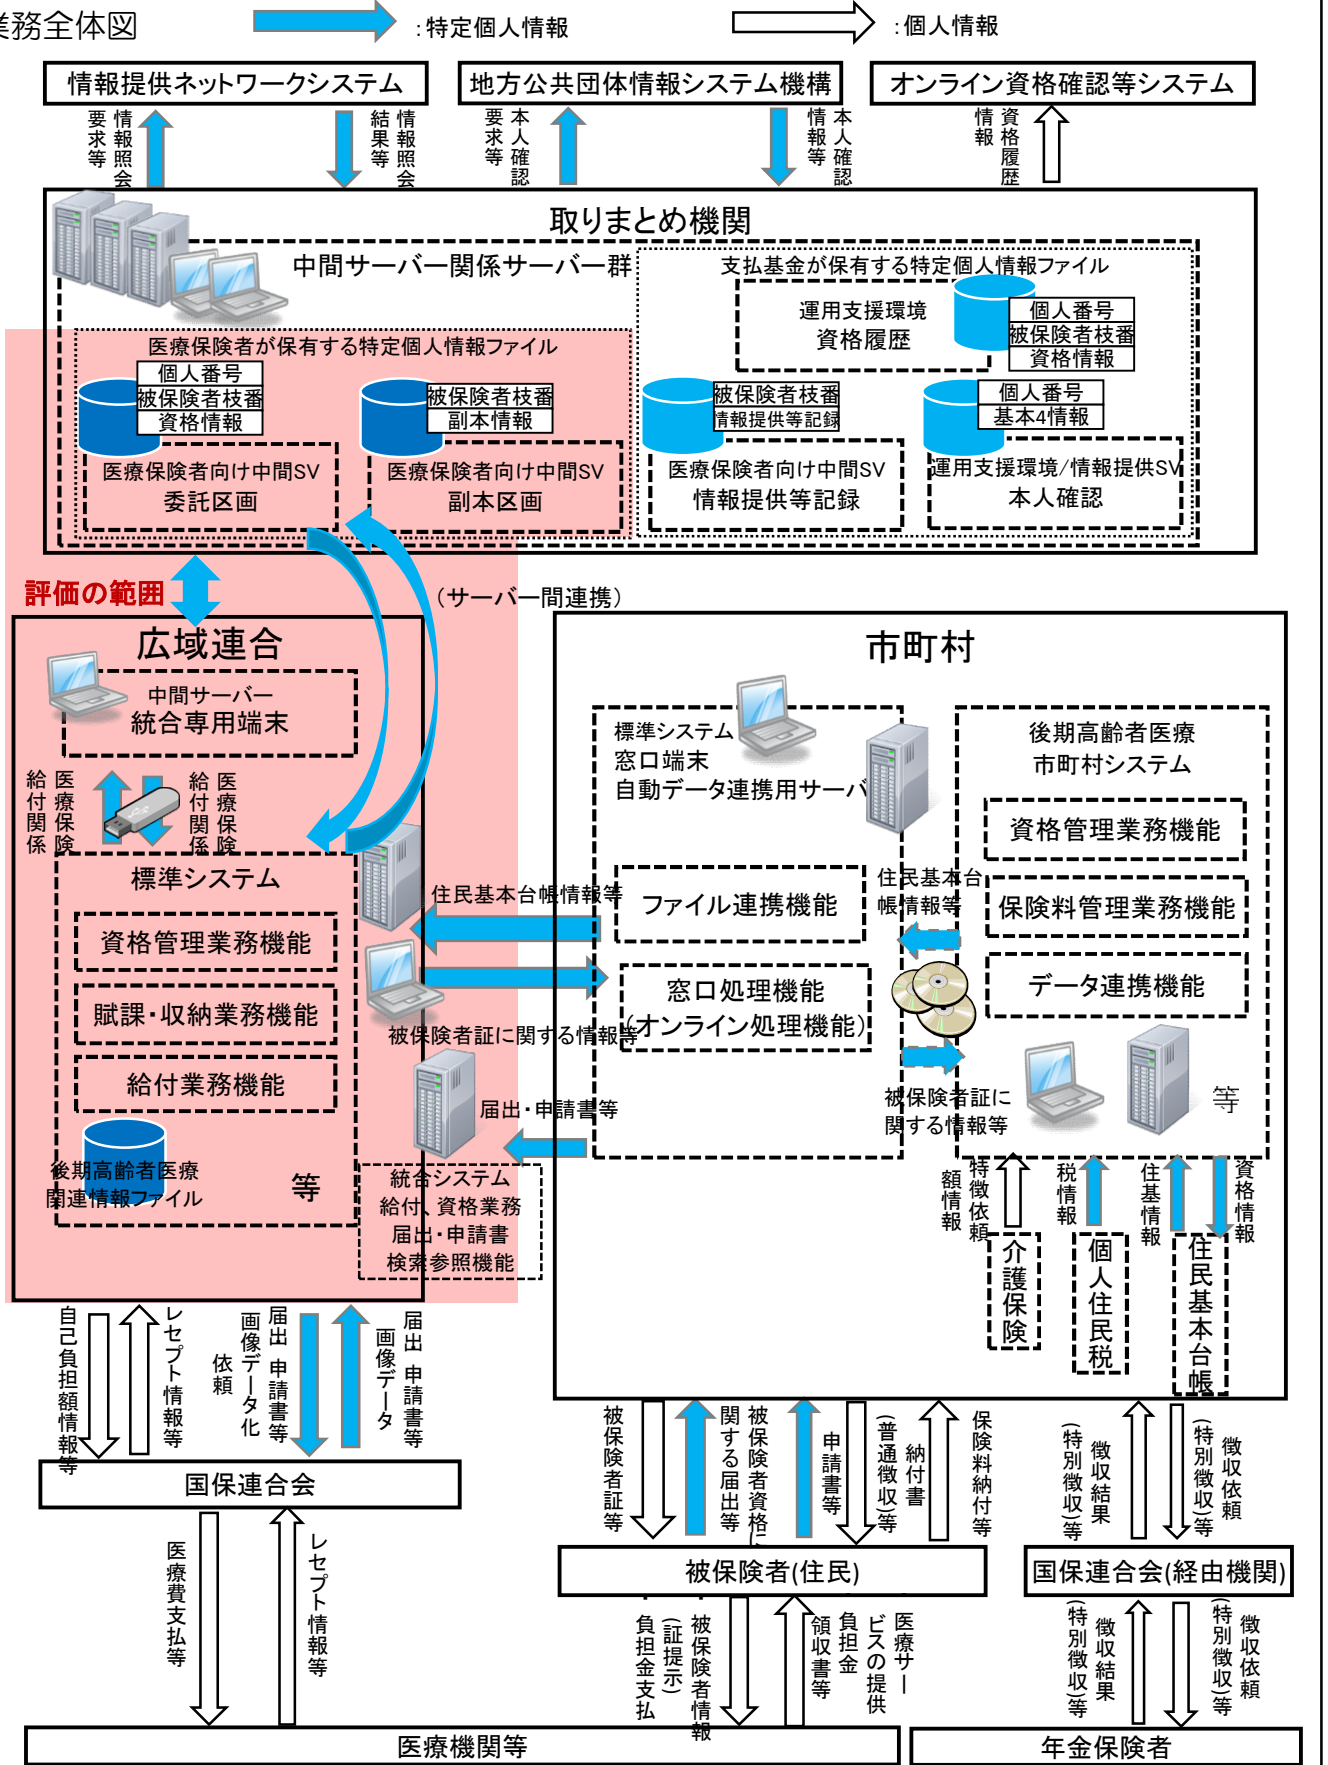 業務全体図
:特定個人情報
:個人情報
情報提供ネットワークシステム
地方公共団体情報システム機構
オンライン資格確認等システム
情報照会
要求等
情報照会
結果等
本人確認
要求等
本人確認
情報等
資格履歴
情報
取りまとめ機関
中間サーバー関係サーバー群
支払基金が保有する特定個人情報ファイル
運用支援環境
資格履歴
個人番号
被保険者枝番
資格情報
医療保険者が保有する特定個人情報ファイル
個人番号
被保険者枝番
資格情報
被保険者枝番
副本情報
被保険者枝番
情報提供等記録
個人番号
基本4情報
医療保険者向け中間SV
委託区画
医療保険者向け中間SV
副本区画
医療保険者向け中間SV
情報提供等記録
運用支援環境/情報提供SV
本人確認
評価の範囲
(サーバー間連携)
広域連合
中間サーバー
統合専用端末
医療保険
給付関係
医療保険
給付関係
標準システム
資格管理業務機能
賦課・収納業務機能
給付業務機能
後期高齢者医療
関連情報ファイル
等
住民基本台帳情報等
被保険者証に関する情報等
届出・申請書等
統合システム
給付、資格業務
届出・申請書
検索参照機能
市町村
標準システム
窓口端末
自動データ連携用サーバ
ファイル連携機能
窓口処理機能
(オンライン処理機能)
住民基本台
帳情報等
被保険者証に
関する情報等
後期高齢者医療
市町村システム
資格管理業務機能
保険料管理業務機能
データ連携機能
等
特徴依頼
額情報
税情報
住基情報
資格情報
介護保険
個人住民税
住民基本台帳
自己負担額情報等
レセプト情報等
届出 申請書等
画像データ化
依頼
届出 申請書等
画像データ
国保連合会
医療費支払等
レセプト情報等
被保険者証等
被保険者資格に
関する届出等
申請書等
納付書
(普通徴収)等
保険料納付等
徴収結果
(特別徴収)等
徴収依頼
(特別徴収)等
被保険者(住民)
国保連合会(経由機関)
被保険者情報
(証提示)
負担金支払
医療サー
ビスの提供
負担金
領収書等
徴収結果
(特別徴収)等
徴収依頼
(特別徴収)等
医療機関等
年金保険者